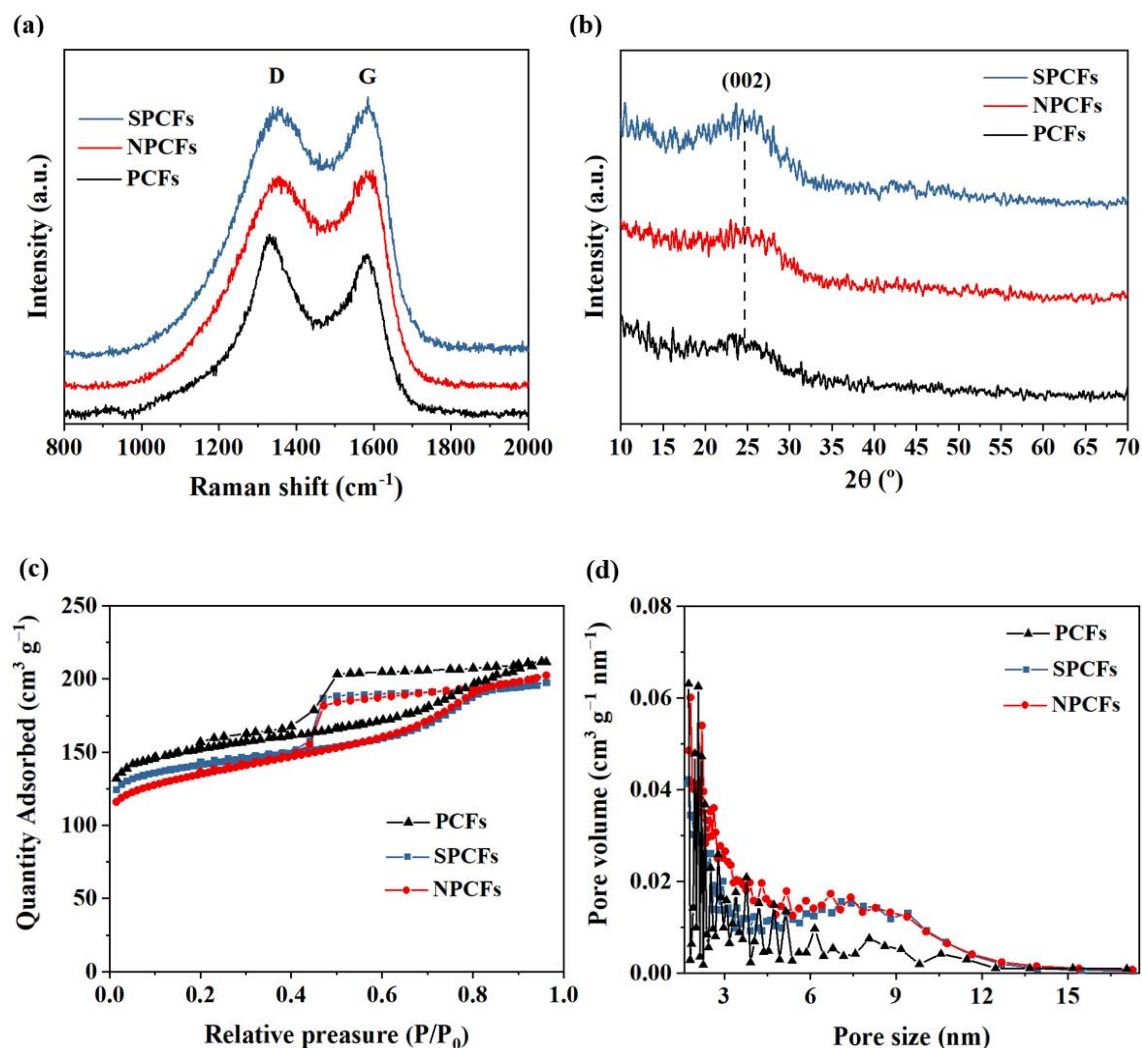 (a)
D G
SPCFs
NPCFs
PCFs
Intensity (a.u.)
800 1000 1200 1400 1600 1800 2000
Raman shift (cm⁻¹)
(b)
(002)
SPCFs
NPCFs
PCFs
Intensity (a.u.)
10 15 20 25 30 35 40 45 50 55 60 65 70
2θ (º)
(c)
250
200
150
100
50
0
Quantity Adsorbed (cm³ g⁻¹)
PCFs
SPCFs
NPCFs
0.0 0.2 0.4 0.6 0.8 1.0
Relative preasure (P/P₀)
(d)
0.08
0.06
0.04
0.02
0.00
Pore volume (cm³ g⁻¹ nm⁻¹)
PCFs
SPCFs
NPCFs
3 6 9 12 15
Pore size (nm)